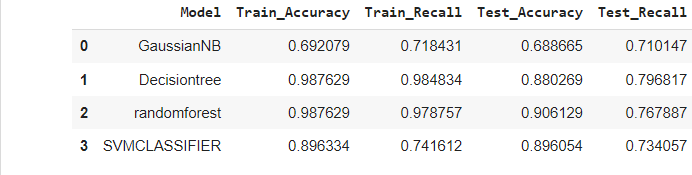 Model Train_Accuracy Train_Recall Test_Accuracy Test_Recall
0 GaussianNB 0.692079 0.718431 0.688665 0.710147
1 Decisiontree 0.987629 0.984834 0.880269 0.796817
2 randomforest 0.987629 0.978757 0.906129 0.767887
3 SVMCLASSIFIER 0.896334 0.741612 0.896054 0.734057